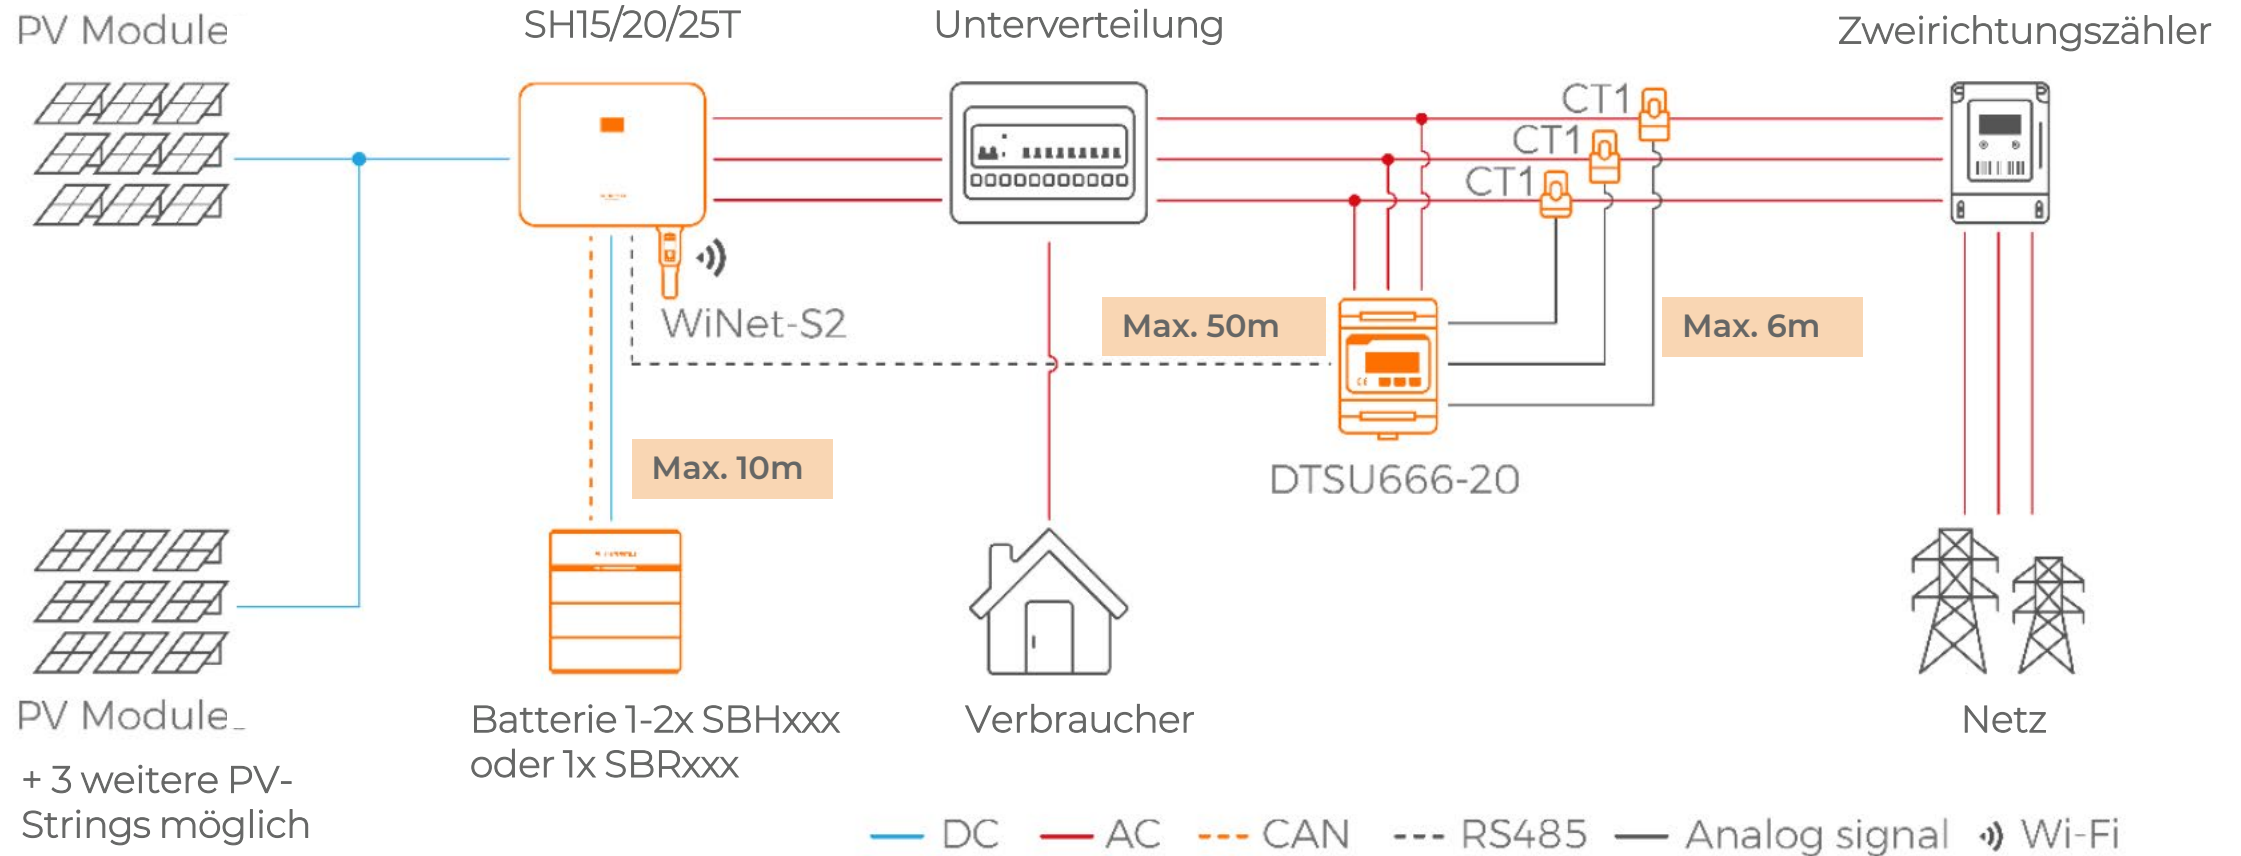 PV Module
SH15/20/25T
Unterverteilung
Zweirichtungszähler
CT1
CT1
CT1
WiNet-S2
Max. 50m
Max. 6m
Max. 10m
DTSU666-20
PV Module
Batterie 1-2x SBHxxx
oder 1x SBRxxx
Verbraucher
Netz
+ 3 weitere PV-
Strings möglich
DC
AC
CAN
RS485
Analog signal
Wi-Fi